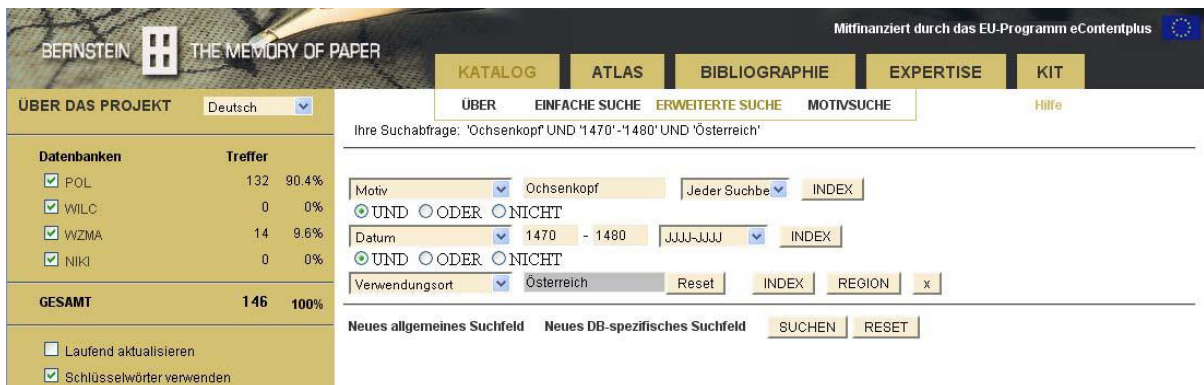 Mitfinanziert durch das EU-Programm eContentplus
BERNSTEIN THE MEMORY OF PAPER
KATALOG ATLAS BIBLIOGRAPHIE EXPERTISE KIT
ÜBER DAS PROJEKT Deutsch
ÜBER EINFACHE SUCHE ERWEITERTE SUCHE MOTIVSUCHE Hilfe
Ihre Suchabfrage: 'Ochsenkopf' UND '1470'-'1480' UND 'Österreich'
Datenbanken Treffer
POL 132 90.4%
WILC 0 0%
WZMA 14 9.6%
NIKI 0 0%
GESAMT 146 100%
Laufend aktualisieren
Schlüsselwörter verwenden
Motiv Ochsenkopf Jeder Suchbe INDEX
UND ODER NICHT
Datum 1470 - 1480 JJJJ-JJJJ INDEX
UND ODER NICHT
Verwendungsort Österreich Reset INDEX REGION x
Neues allgemeines Suchfeld Neues DB-spezifisches Suchfeld SUCHEN RESET